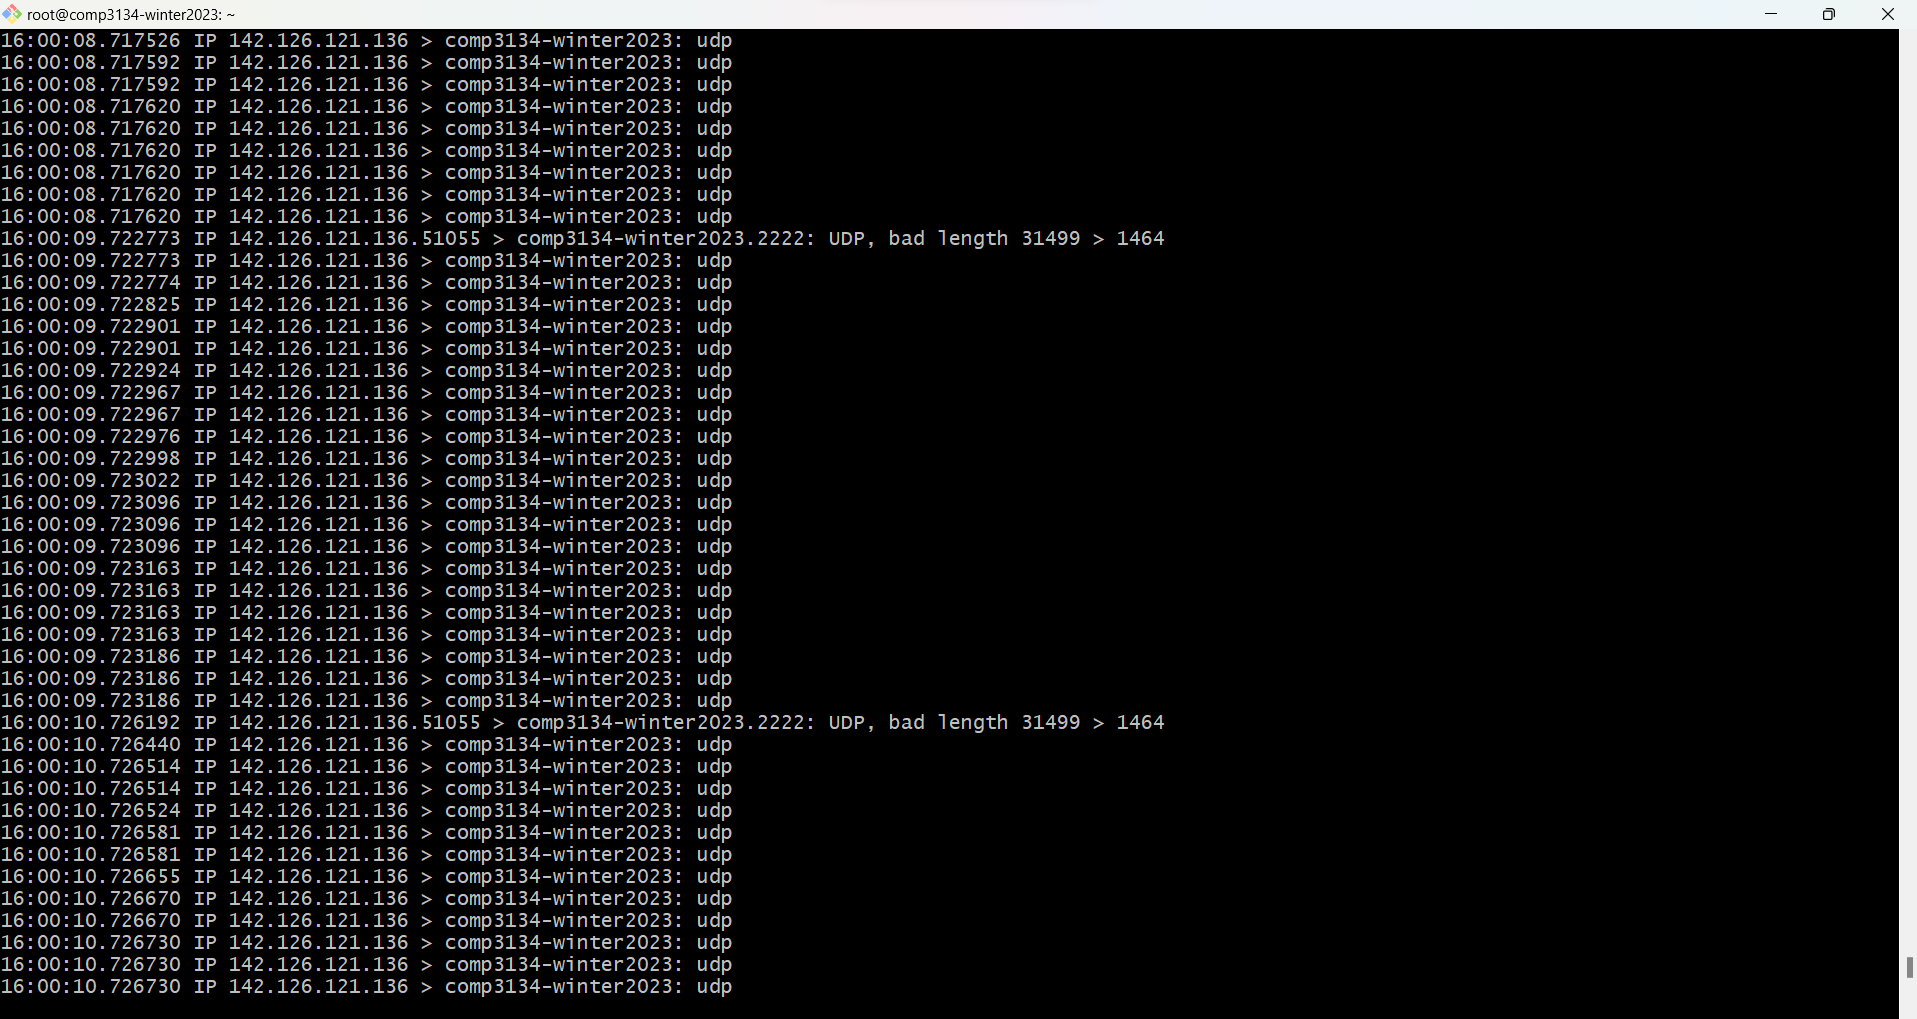 root@comp3134-winter2023: ~
16:00:08.717526 IP 142.126.121.136 > comp3134-winter2023: udp
16:00:08.717592 IP 142.126.121.136 > comp3134-winter2023: udp
16:00:08.717592 IP 142.126.121.136 > comp3134-winter2023: udp
16:00:08.717620 IP 142.126.121.136 > comp3134-winter2023: udp
16:00:08.717620 IP 142.126.121.136 > comp3134-winter2023: udp
16:00:08.717620 IP 142.126.121.136 > comp3134-winter2023: udp
16:00:08.717620 IP 142.126.121.136 > comp3134-winter2023: udp
16:00:08.717620 IP 142.126.121.136 > comp3134-winter2023: udp
16:00:08.717620 IP 142.126.121.136 > comp3134-winter2023: udp
16:00:09.722773 IP 142.126.121.136.51055 > comp3134-winter2023.2222: UDP, bad length 31499 > 1464
16:00:09.722773 IP 142.126.121.136 > comp3134-winter2023: udp
16:00:09.722774 IP 142.126.121.136 > comp3134-winter2023: udp
16:00:09.722825 IP 142.126.121.136 > comp3134-winter2023: udp
16:00:09.722901 IP 142.126.121.136 > comp3134-winter2023: udp
16:00:09.722901 IP 142.126.121.136 > comp3134-winter2023: udp
16:00:09.722924 IP 142.126.121.136 > comp3134-winter2023: udp
16:00:09.722967 IP 142.126.121.136 > comp3134-winter2023: udp
16:00:09.722967 IP 142.126.121.136 > comp3134-winter2023: udp
16:00:09.722976 IP 142.126.121.136 > comp3134-winter2023: udp
16:00:09.722998 IP 142.126.121.136 > comp3134-winter2023: udp
16:00:09.723022 IP 142.126.121.136 > comp3134-winter2023: udp
16:00:09.723096 IP 142.126.121.136 > comp3134-winter2023: udp
16:00:09.723096 IP 142.126.121.136 > comp3134-winter2023: udp
16:00:09.723096 IP 142.126.121.136 > comp3134-winter2023: udp
16:00:09.723163 IP 142.126.121.136 > comp3134-winter2023: udp
16:00:09.723163 IP 142.126.121.136 > comp3134-winter2023: udp
16:00:09.723163 IP 142.126.121.136 > comp3134-winter2023: udp
16:00:09.723163 IP 142.126.121.136 > comp3134-winter2023: udp
16:00:09.723186 IP 142.126.121.136 > comp3134-winter2023: udp
16:00:09.723186 IP 142.126.121.136 > comp3134-winter2023: udp
16:00:09.723186 IP 142.126.121.136 > comp3134-winter2023: udp
16:00:10.726192 IP 142.126.121.136.51055 > comp3134-winter2023.2222: UDP, bad length 31499 > 1464
16:00:10.726440 IP 142.126.121.136 > comp3134-winter2023: udp
16:00:10.726514 IP 142.126.121.136 > comp3134-winter2023: udp
16:00:10.726514 IP 142.126.121.136 > comp3134-winter2023: udp
16:00:10.726524 IP 142.126.121.136 > comp3134-winter2023: udp
16:00:10.726581 IP 142.126.121.136 > comp3134-winter2023: udp
16:00:10.726581 IP 142.126.121.136 > comp3134-winter2023: udp
16:00:10.726655 IP 142.126.121.136 > comp3134-winter2023: udp
16:00:10.726670 IP 142.126.121.136 > comp3134-winter2023: udp
16:00:10.726670 IP 142.126.121.136 > comp3134-winter2023: udp
16:00:10.726730 IP 142.126.121.136 > comp3134-winter2023: udp
16:00:10.726730 IP 142.126.121.136 > comp3134-winter2023: udp
16:00:10.726730 IP 142.126.121.136 > comp3134-winter2023: udp